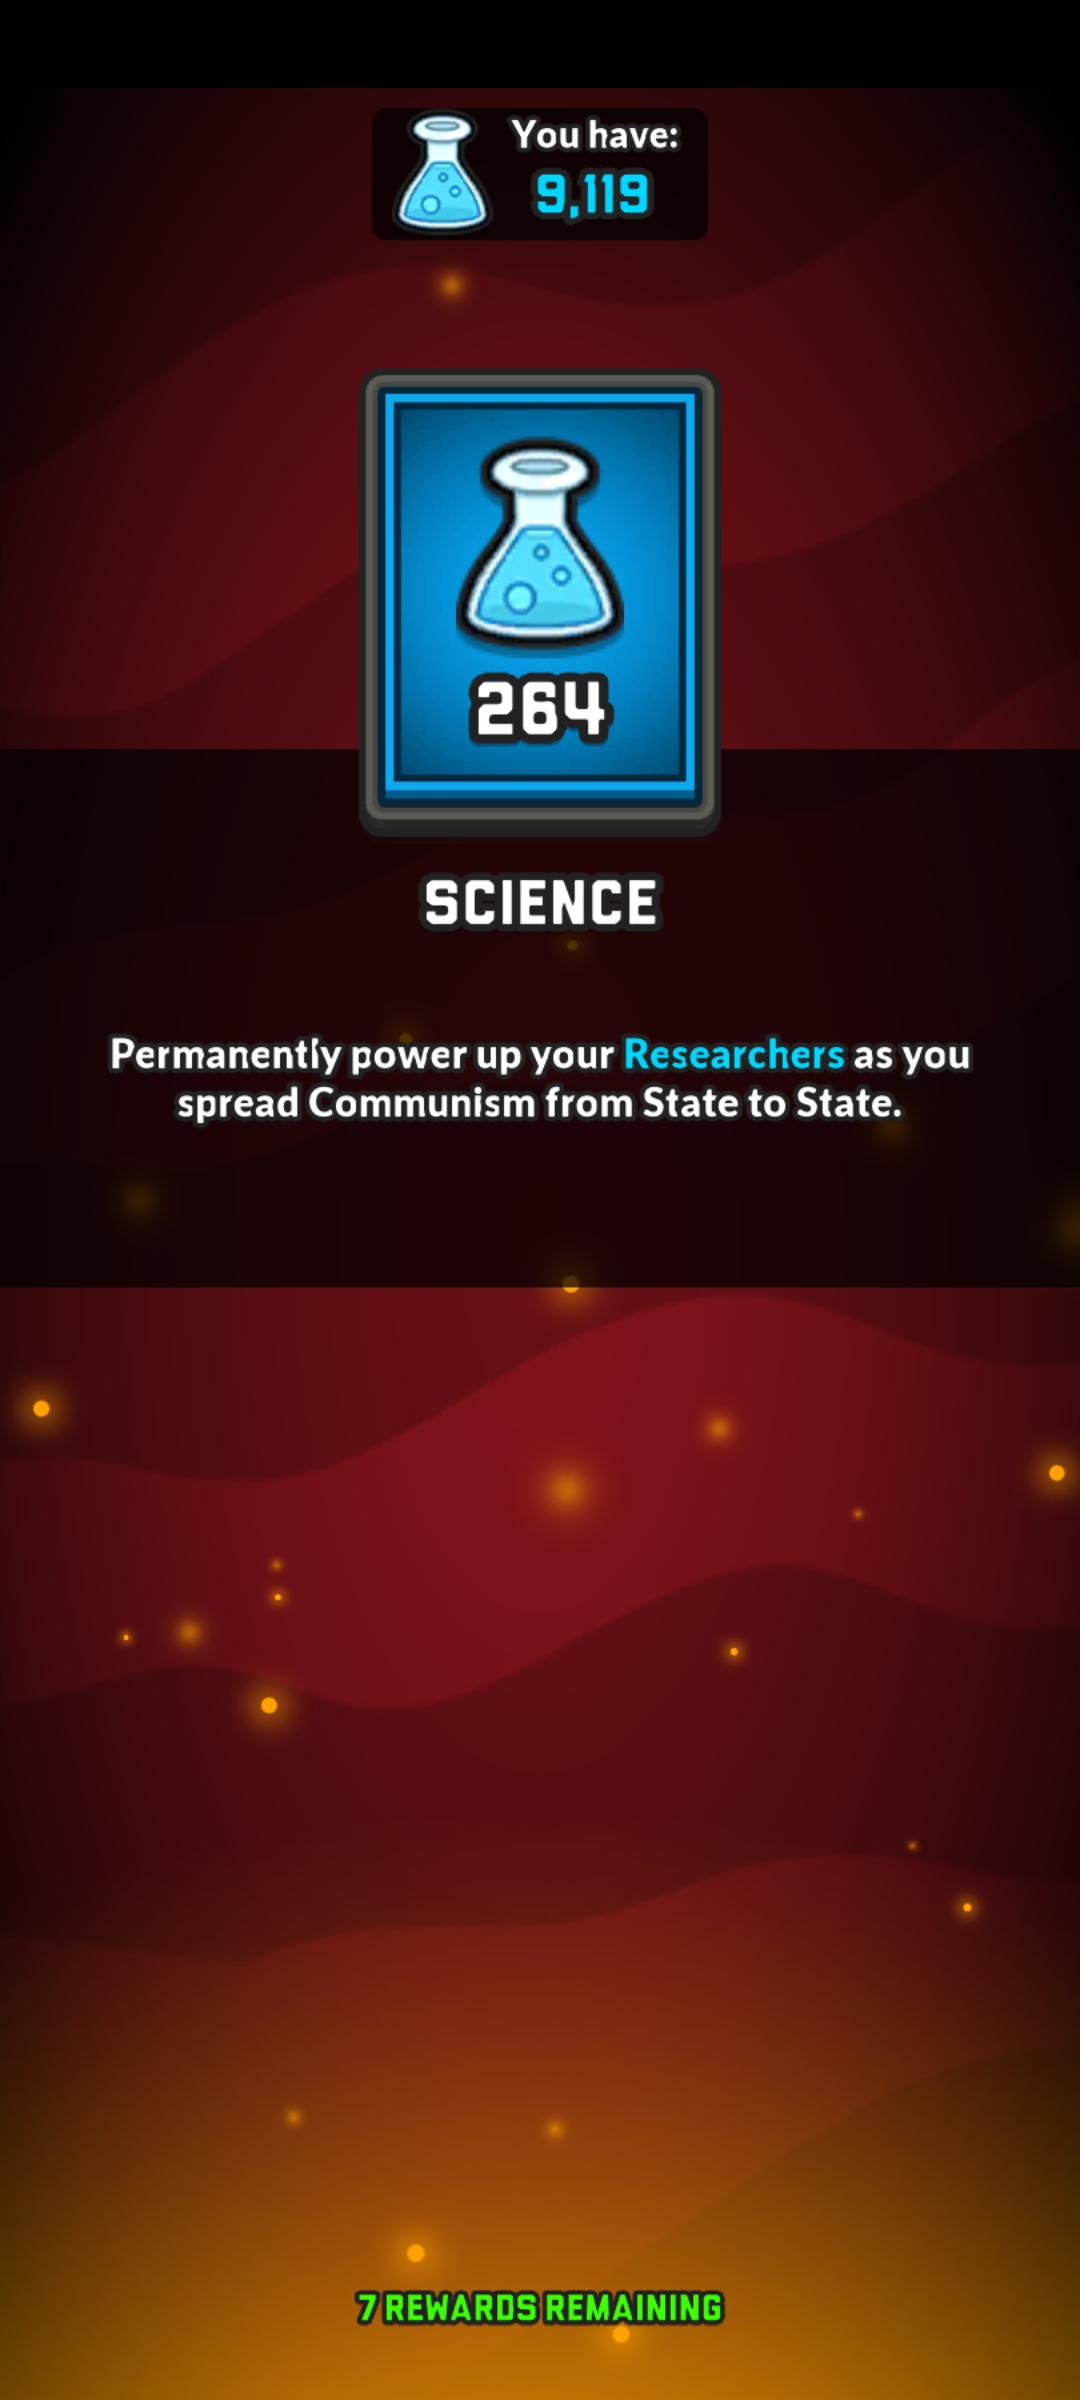 You have:
9,119
264
SCIENCE
Permanently power up your Researchers as you
spread Communism from State to State.
7 REWARDS REMAINING